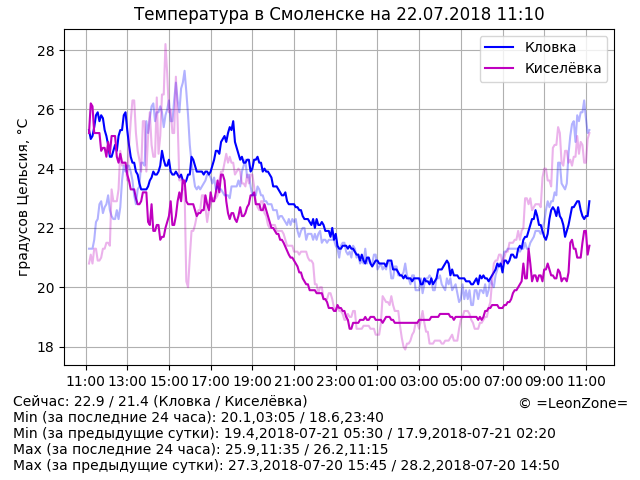 Температура в Смоленске на 22.07.2018 11:10
Кловка
Киселёвка
градусов Цельсия, °C
28
26
24
22
20
18
11:00 13:00 15:00 17:00 19:00 21:00 23:00 01:00 03:00 05:00 07:00 09:00 11:00
Сейчас: 22.9 / 21.4 (Кловка / Киселёвка)
© =LeonZone=
Min (за последние 24 часа): 20.1,03:05 / 18.6,23:40
Min (за предыдущие сутки): 19.4,2018-07-21 05:30 / 17.9,2018-07-21 02:20
Max (за последние 24 часа): 25.9,11:35 / 26.2,11:15
Max (за предыдущие сутки): 27.3,2018-07-20 15:45 / 28.2,2018-07-20 14:50